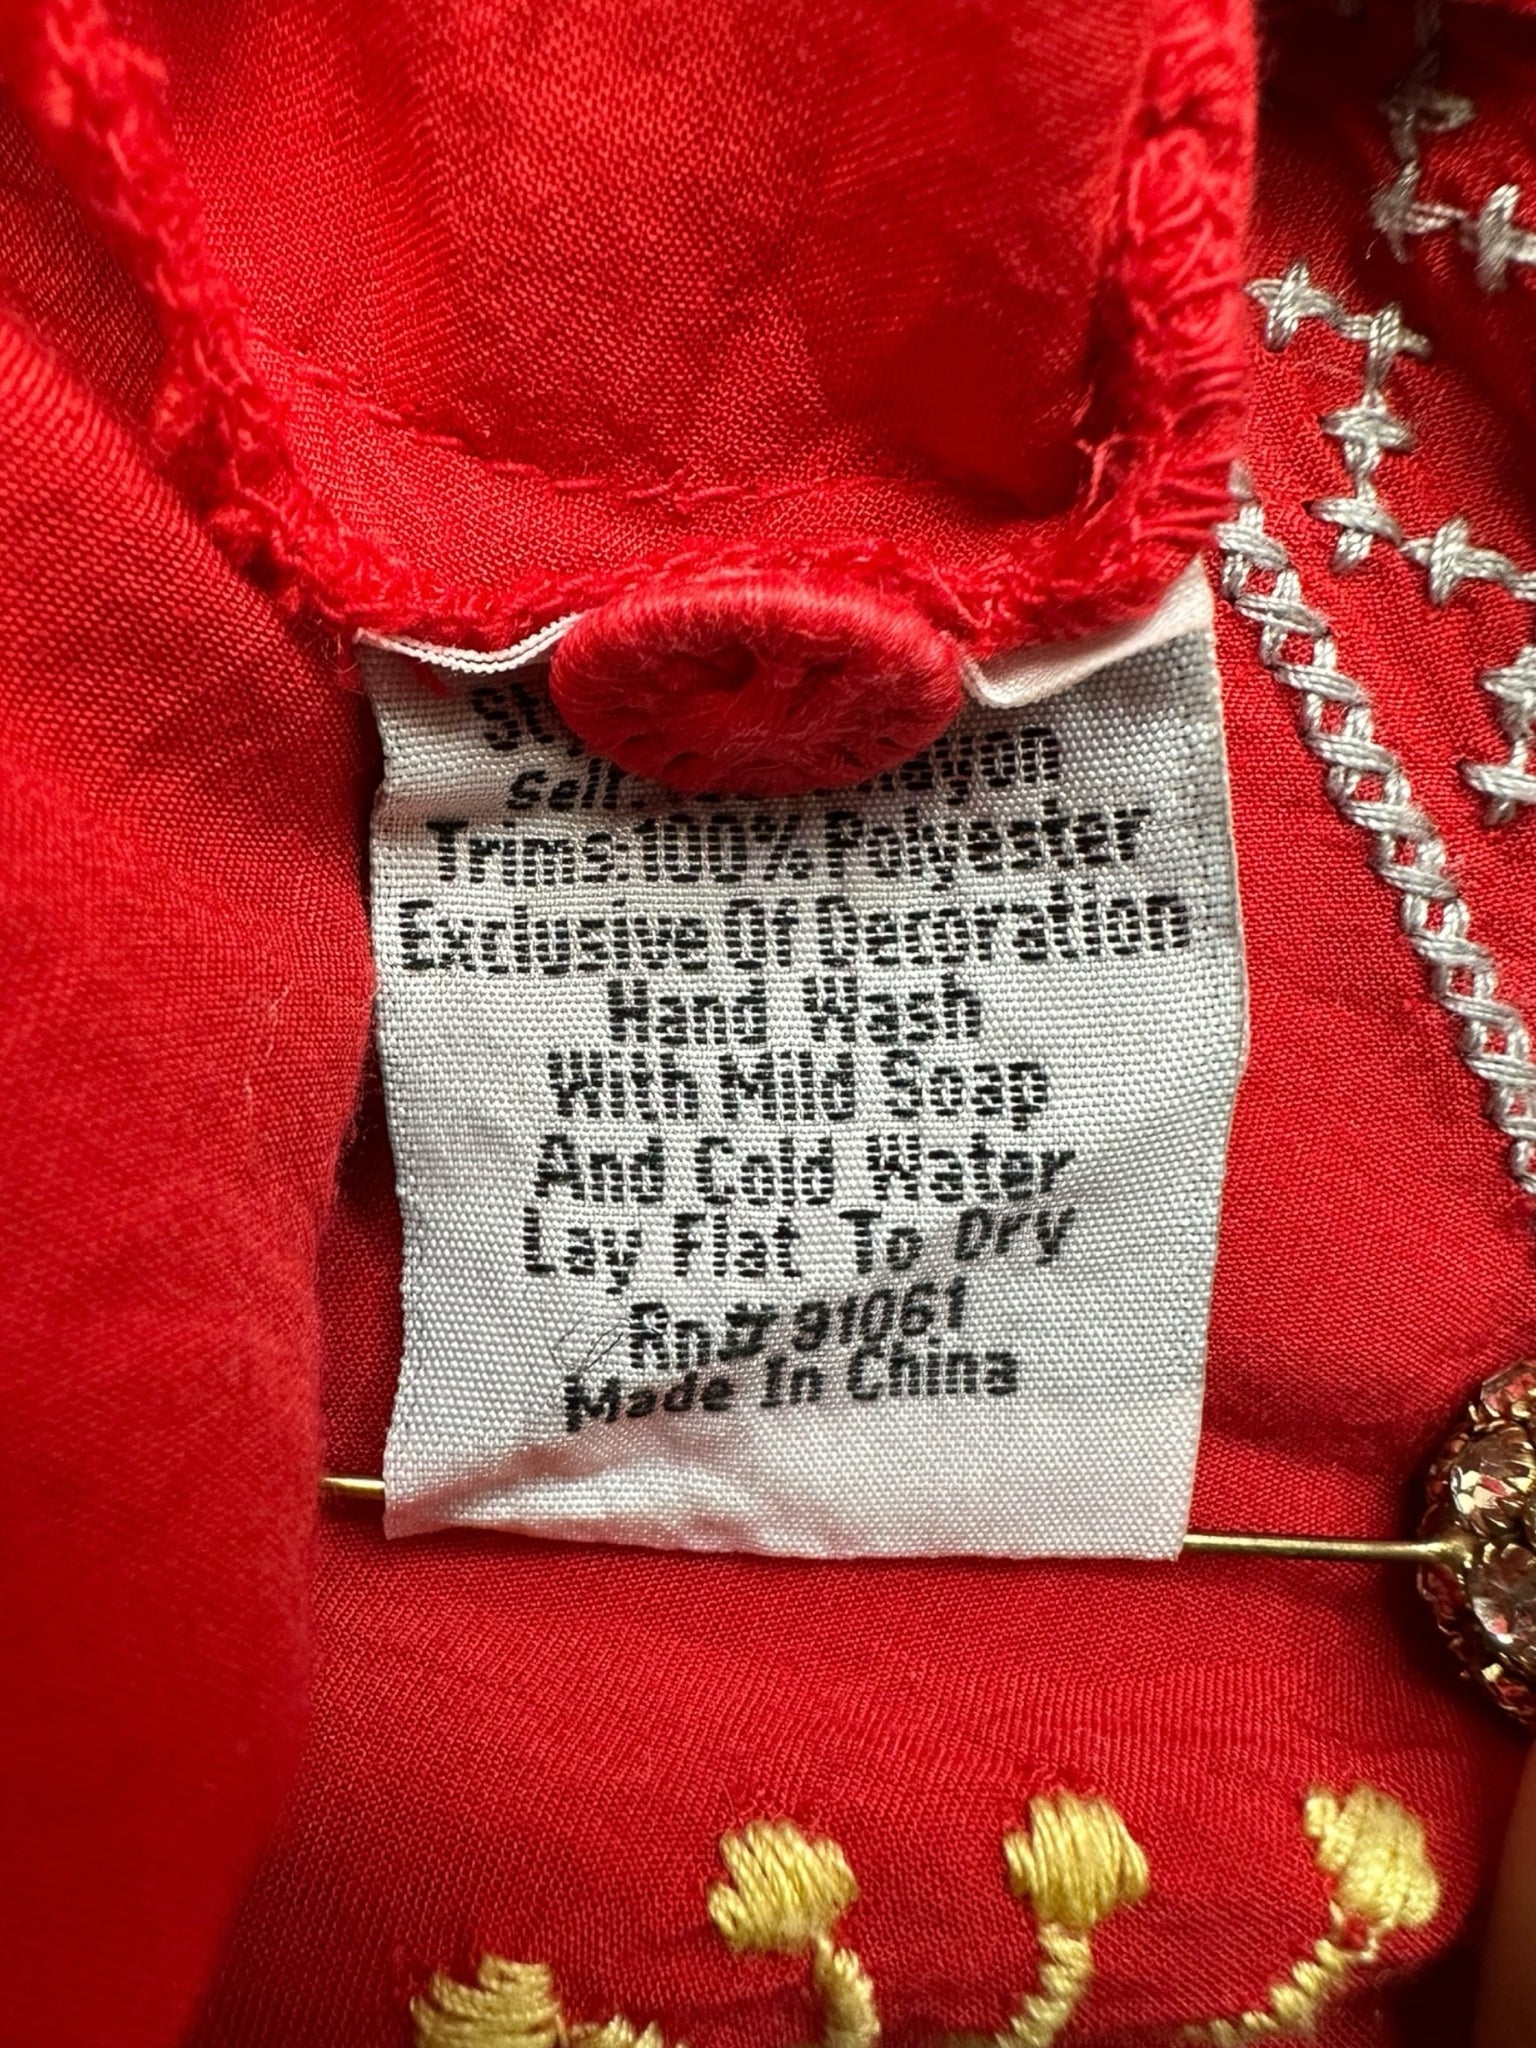 Self:
Trims:100% Polyester
Exclusive Of Decoration
Hand Wash
With Mild Soap
And Cold Water
Lay Flat To Dry
Rn# 91061
Made In China